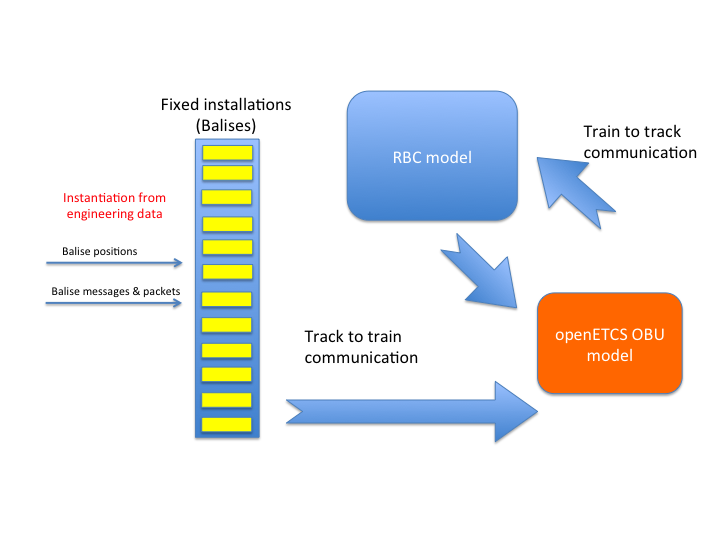 Fixed installations
(Balises)
RBC model
Train to track
communication
Instantiation from
engineering data
Balise positions
Balise messages & packets
Track to train
communication
openETCS OBU
model